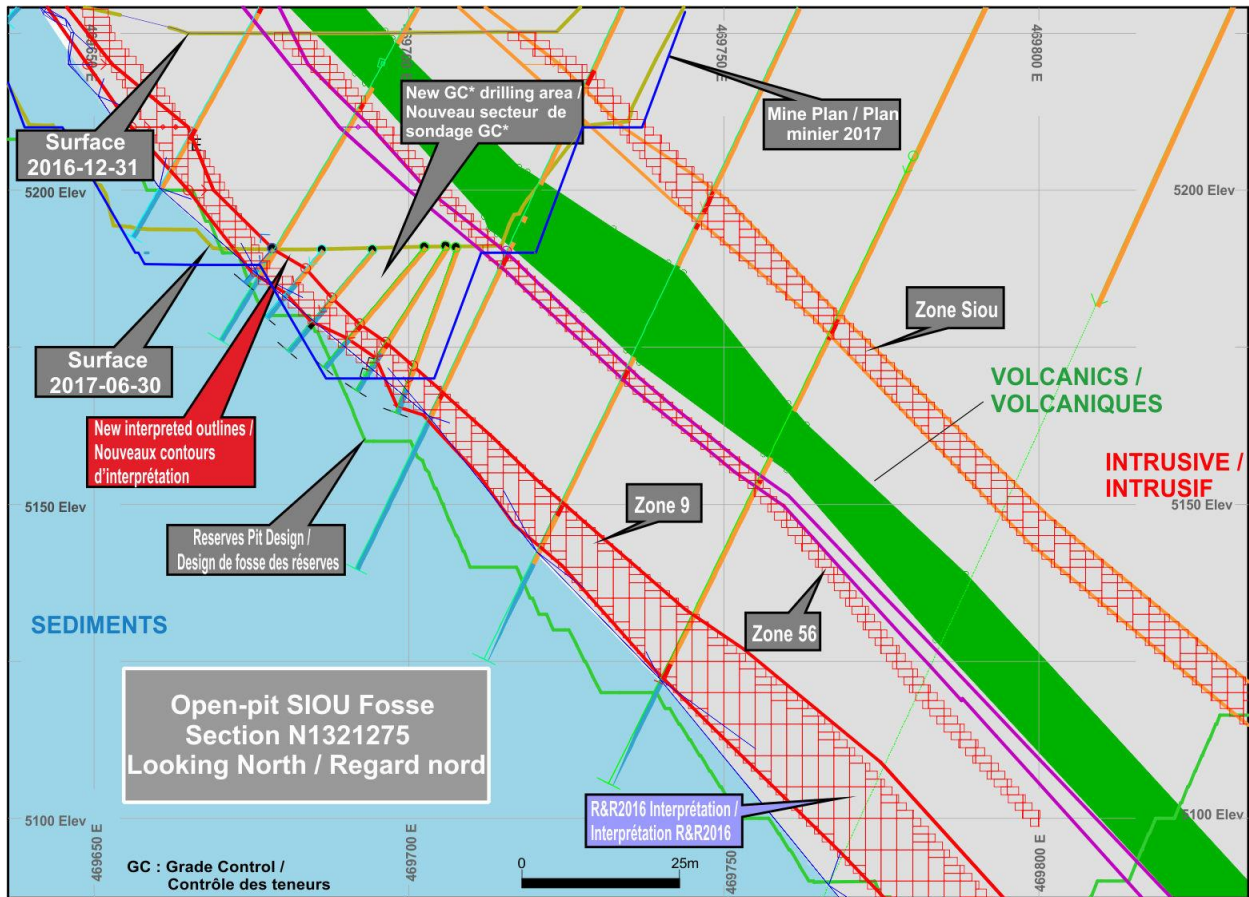 469650 E
469750 E
469800 E
New GC* drilling area /
Nouveau secteur de
sondage GC*
Mine Plan / Plan
minier 2017
Surface
2016-12-31
5200 Elev
5200 Elev
Zone Siou
Surface
2017-06-30
VOLCANICS /
VOLCANIQUES
New interpreted outlines /
Nouveaux contours
d'interprétation
INTRUSIVE /
INTRUSIF
5150 Elev
5150 Elev
Zone 9
Reserves Pit Design /
Design de fosse des réserves
SEDIMENTS
Zone 56
Open-pit SIOU Fosse
Section N1321275
Looking North / Regard nord
R&R2016 Interprétation /
Interprétation R&R2016
5100 Elev
5100 Elev
469650 E
469700 E
469750 E
469800 E
GC : Grade Control /
Contrôle des teneurs
0
25m